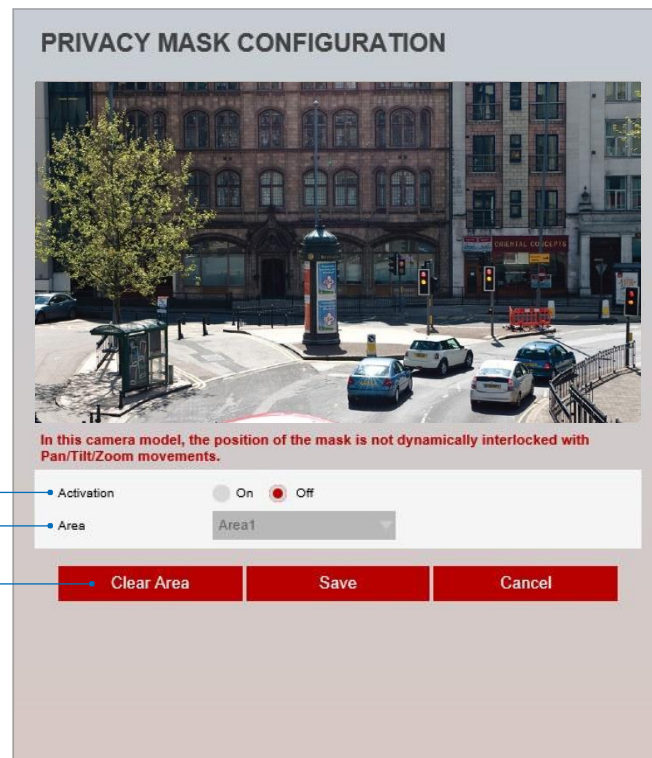 PRIVACY MASK CONFIGURATION
ORIENTAL CONCEPTS
In this camera model, the position of the mask is not dynamically interlocked with
Pan/Tilt/Zoom movements.
Activation On Off
Area Area1
Clear Area Save Cancel